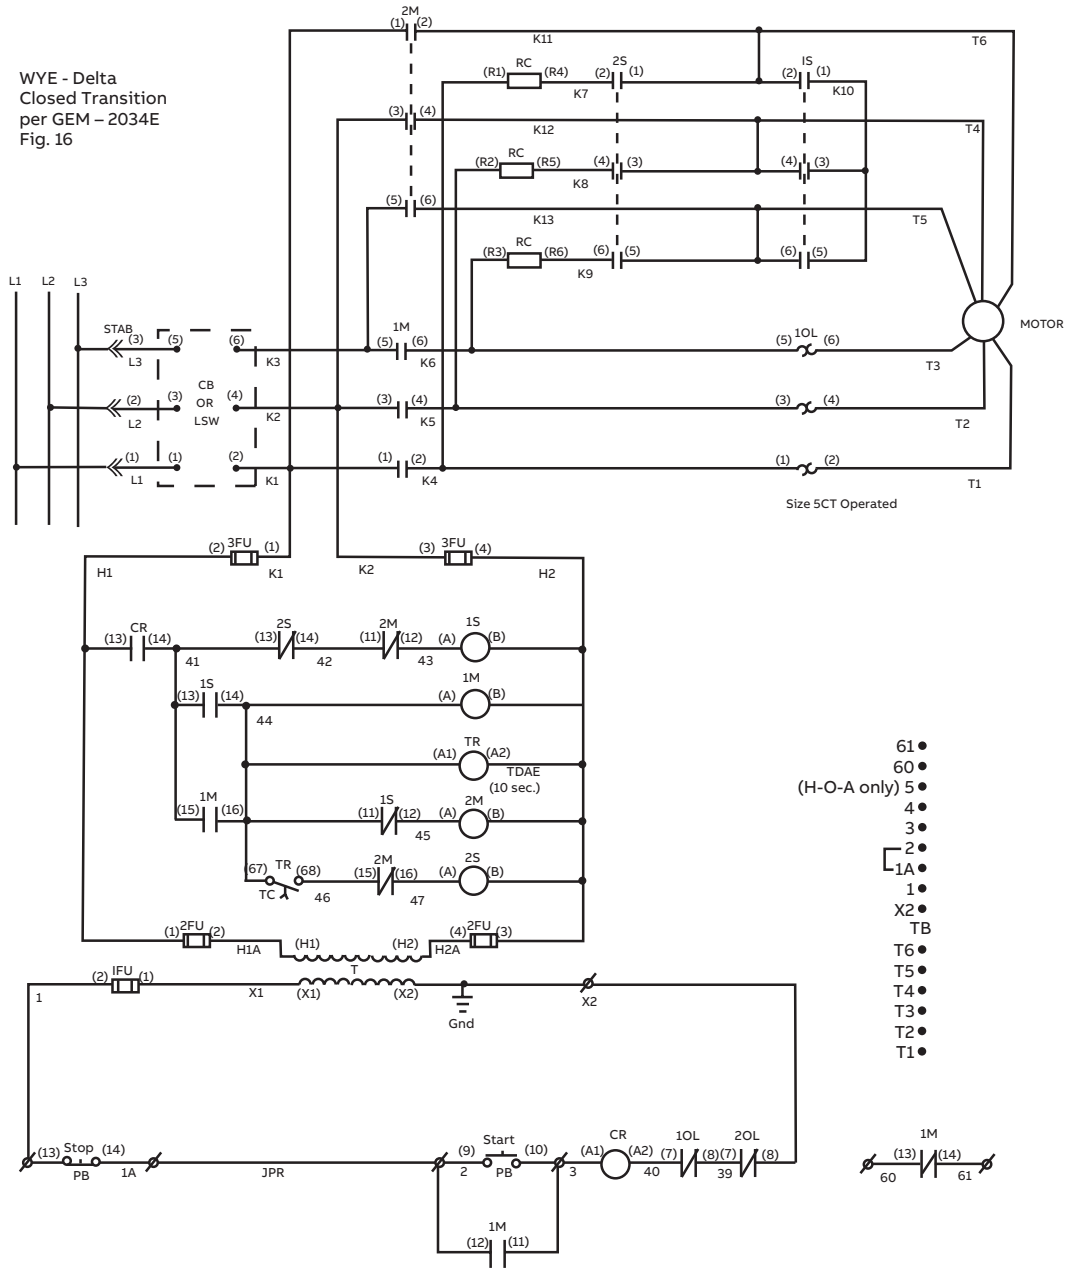 2M
(1) (2)
K11
T6
WYE - Delta
Closed Transition
per GEM – 2034E
Fig. 16
RC
(R1) (R4)
K7
2S
(2) (1)
IS
(2) (1)
K10
(3) (4)
K12
T4
RC
(R2) (R5)
K8
(4) (3)
(4) (3)
(5) (6)
K13
T5
RC
(R3) (R6)
K9
(6) (5)
(6) (5)
L1 L2 L3
STAB
(3)
L3
(5) (6)
K3
1M
(5) (6)
K6
1OL
(5) (6)
T3
MOTOR
CB
OR
LSW
(2)
L2
(3) (4)
K2
(3) (4)
K5
(3) (4)
T2
(1)
L1
(1) (2)
K1
(1) (2)
K4
(1) (2)
T1
Size 5CT Operated
(2) 3FU (1)
H1
K1
K2
(3) 3FU (4)
H2
CR
(13) (14)
41
2S
(13) (14)
42
2M
(11) (12)
43
1S
(A) (B)
1S
(13) (14)
44
1M
(A) (B)
TR
(A1) (A2)
TDAE
(10 sec.)
1M
(15) (16)
1S
(11) (12)
45
2M
(A) (B)
(67) TR (68)
TC
46
2M
(15) (16)
47
2S
(A) (B)
61
60
(H-O-A only) 5
4
3
2
1A
1
X2
TB
T6
T5
T4
T3
T2
T1
(1) 2FU (2)
H1A
(H1) (H2)
H2A
(4) 2FU (3)
T
(2) IFU (1)
1
X1
(X1) (X2)
Gnd
X2
(13) Stop (14)
PB
1A
JPR
(9) Start (10)
2
PB
3
CR
(A1) (A2)
40
1OL
(7) (8)
39
2OL
(7) (8)
1M
(12) (11)
1M
(13) (14)
60
61